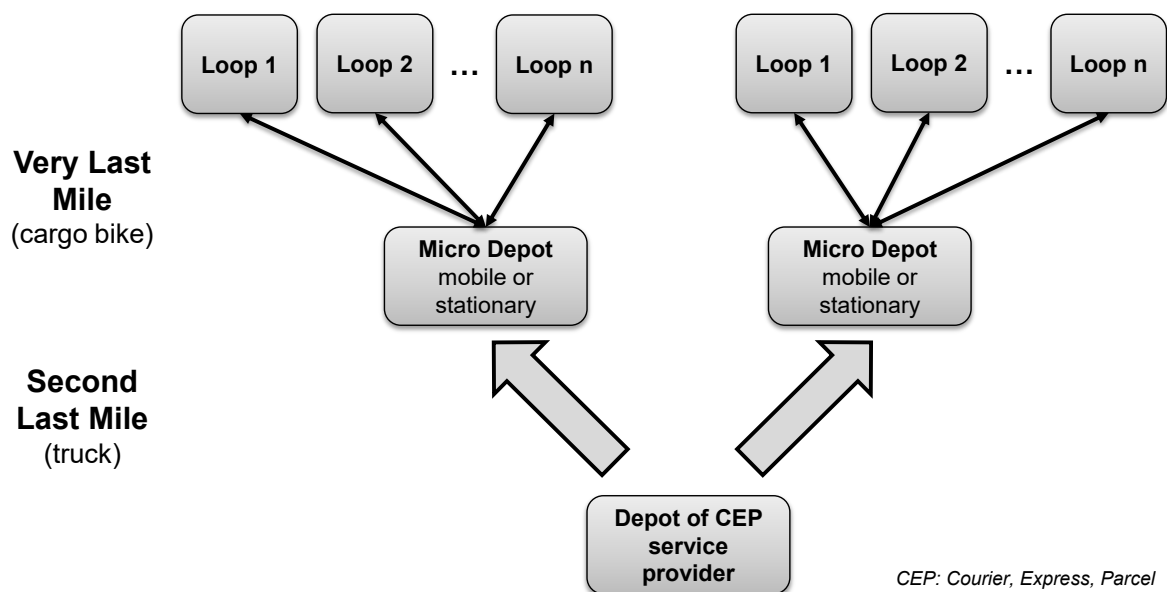 Loop 1
Loop 2
...
Loop n
Loop 1
Loop 2
...
Loop n
Very Last
Mile
(cargo bike)
Micro Depot
mobile or
stationary
Micro Depot
mobile or
stationary
Second
Last Mile
(truck)
Depot of CEP
service
provider
CEP: Courier, Express, Parcel